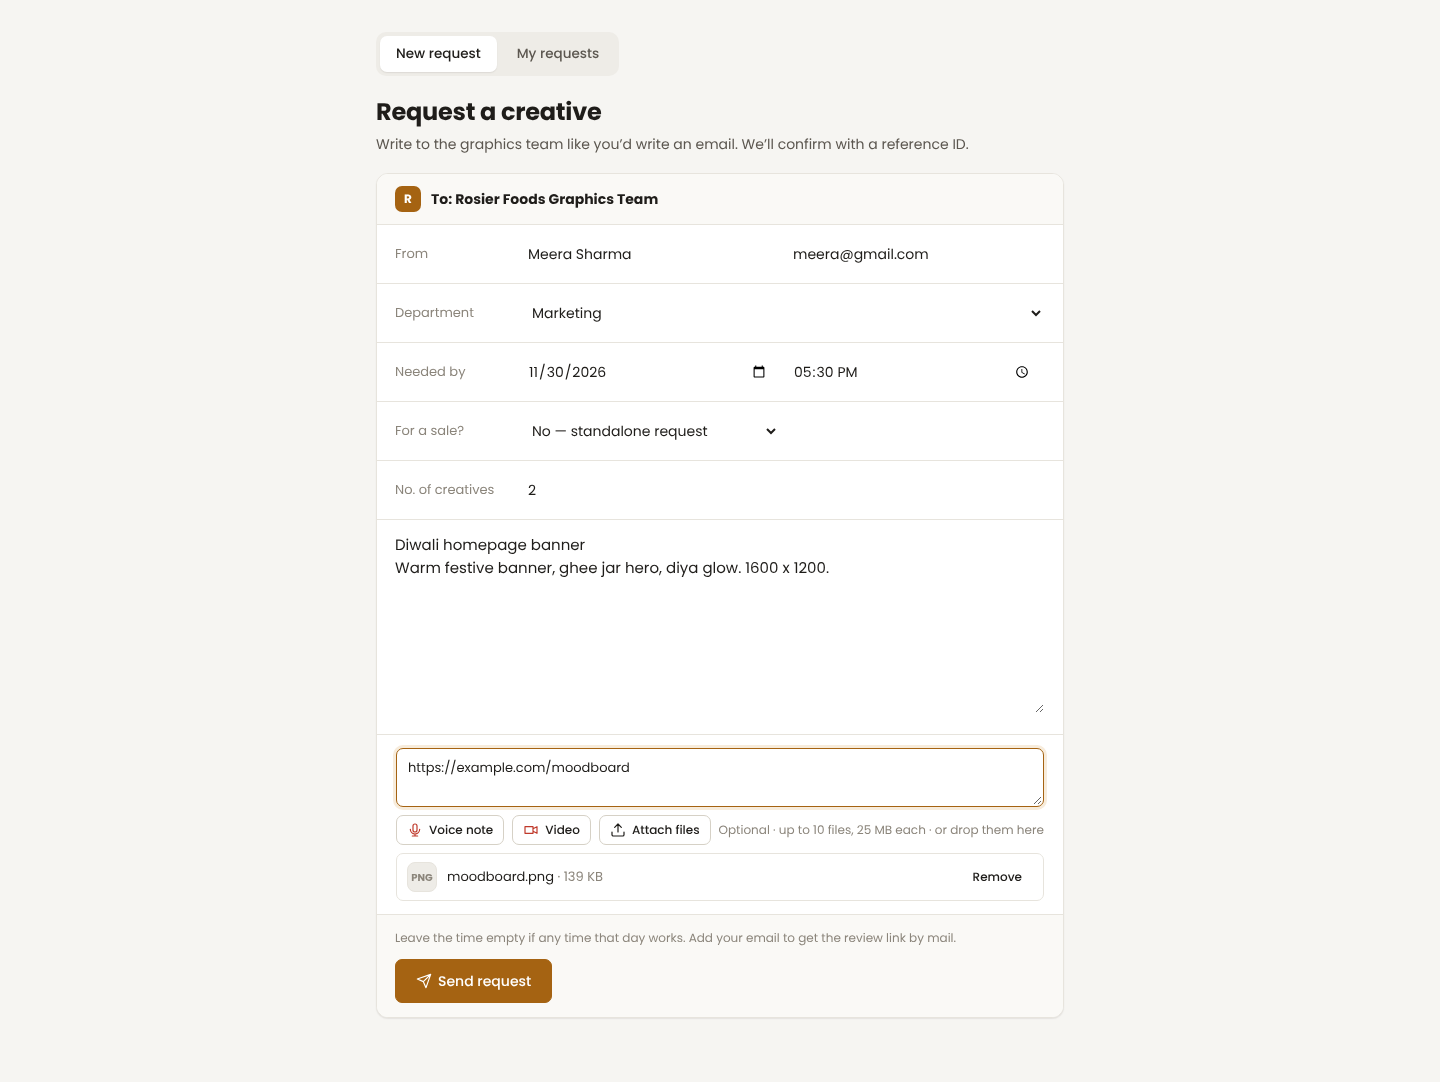 New request
My requests
Request a creative
Write to the graphics team like you’d write an email. We’ll confirm with a reference ID.
R
To: Rosier Foods Graphics Team
From
Meera Sharma
meera@gmail.com
Department
Marketing
Needed by
11/30/2026
05:30 PM
For a sale?
No — standalone request
No. of creatives
2
Diwali homepage banner
Warm festive banner, ghee jar hero, diya glow. 1600 x 1200.
https://example.com/moodboard
Voice note
Video
Attach files
Optional · up to 10 files, 25 MB each · or drop them here
PNG
moodboard.png · 139 KB
Remove
Leave the time empty if any time that day works. Add your email to get the review link by mail.
Send request